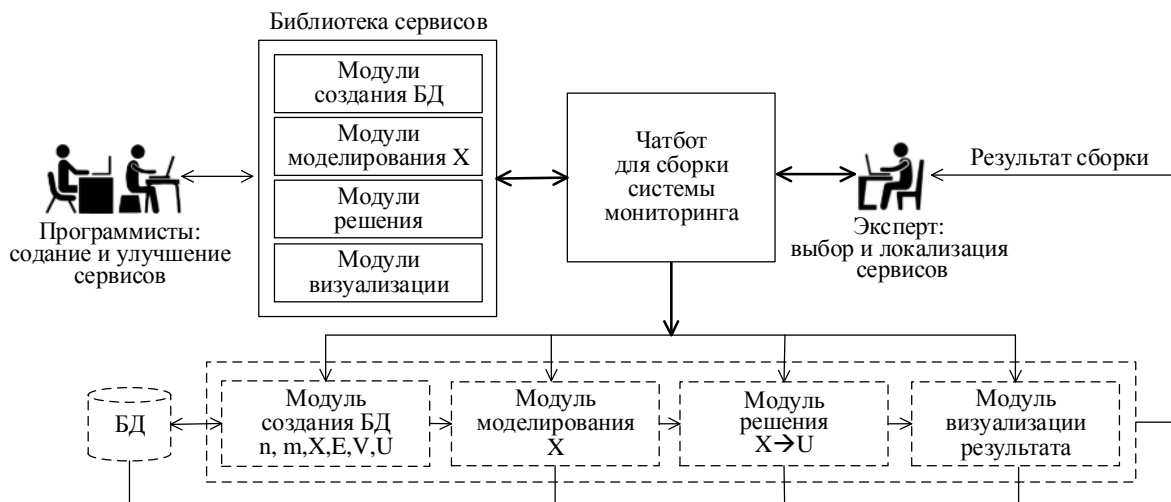 Библиотека сервисов
Модули
создания БД
Модули
моделирования X
Модули
решения
Модули
визуализации
Чатбот
для сборки
системы
мониторинга
Результат сборки
Программисты:
содание и улучшение
сервисов
Эксперт:
выбор и локализация
сервисов
БД
Модуль
создания БД
n, m,X,E,V,U
Модуль
моделирования
X
Модуль
решения
X→U
Модуль
визуализации
результата